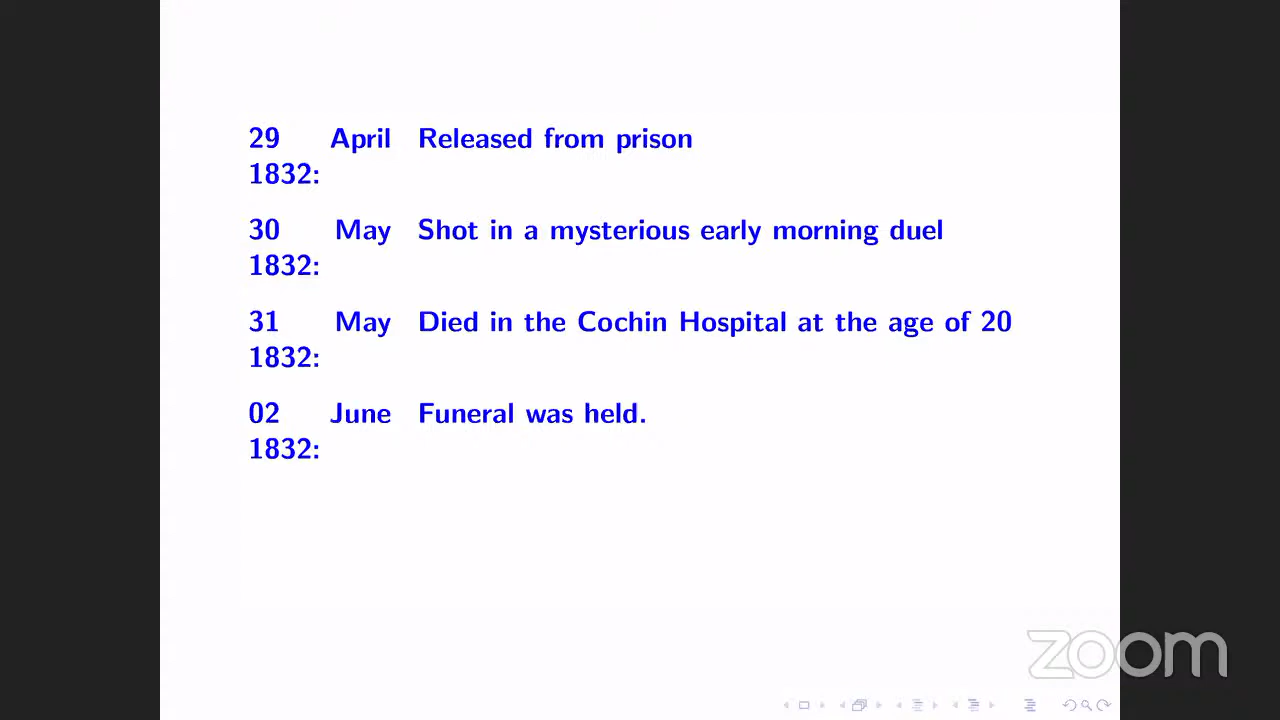 29 April Released from prison
1832:
30 May Shot in a mysterious early morning duel
1832:
31 May Died in the Cochin Hospital at the age of 20
1832:
02 June Funeral was held.
1832:
zoom